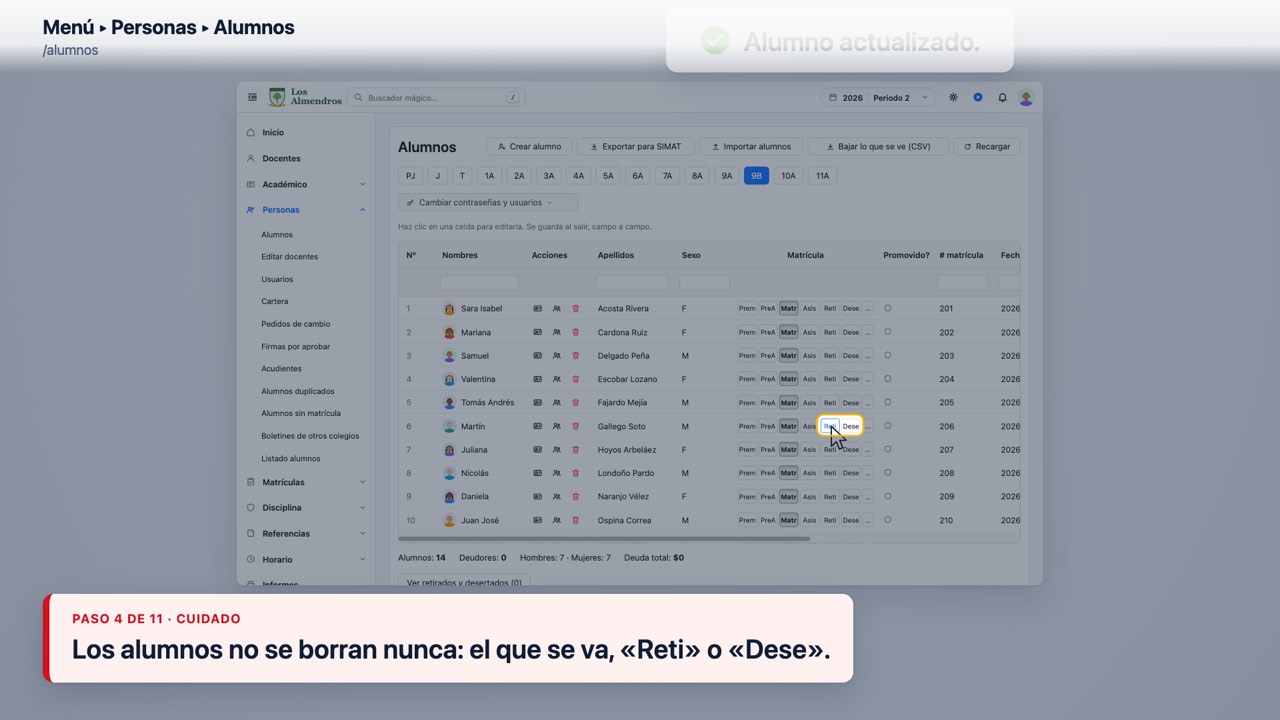 Menú ▸ Personas ▸ Alumnos
/alumnos
Alumno actualizado.
Los Almendros
Buscador mágico...
/
2026 Periodo 2
Inicio
Docentes
Académico
Personas
Alumnos
Editar docentes
Usuarios
Cartera
Pedidos de cambio
Firmas por aprobar
Acudientes
Alumnos duplicados
Alumnos sin matrícula
Boletines de otros colegios
Listado alumnos
Matrículas
Disciplina
Referencias
Horario
Informes
Alumnos
Crear alumno
Exportar para SIMAT
Importar alumnos
Bajar lo que se ve (CSV)
Recargar
PJ J T 1A 2A 3A 4A 5A 6A 7A 8A 9A 9B 10A 11A
Cambiar contraseñas y usuarios
Haz clic en una celda para editarla. Se guarda al salir, campo a campo.
N° Nombres Acciones Apellidos Sexo Matrícula Promovido? # matrícula Fech
1 Sara Isabel Acosta Rivera F Prem PreA Matr Asis Reti Dese ... 201 2026
2 Mariana Cardona Ruiz F Prem PreA Matr Asis Reti Dese ... 202 2026
3 Samuel Delgado Peña M Prem PreA Matr Asis Reti Dese ... 203 2026
4 Valentina Escobar Lozano F Prem PreA Matr Asis Reti Dese ... 204 2026
5 Tomás Andrés Fajardo Mejía M Prem PreA Matr Asis Reti Dese ... 205 2026
6 Martín Gallego Soto M Prem PreA Matr Asis Reti Dese ... 206 2026
7 Juliana Hoyos Arbeláez F Prem PreA Matr Asis Reti Dese ... 207 2026
8 Nicolás Londoño Pardo M Prem PreA Matr Asis Reti Dese ... 208 2026
9 Daniela Naranjo Vélez F Prem PreA Matr Asis Reti Dese ... 209 2026
10 Juan José Ospina Correa M Prem PreA Matr Asis Reti Dese ... 210 2026
Alumnos: 14 Deudores: 0 Hombres: 7 · Mujeres: 7 Deuda total: $0
Ver retirados y desertados (0)
PASO 4 DE 11 · CUIDADO
Los alumnos no se borran nunca: el que se va, «Reti» o «Dese».